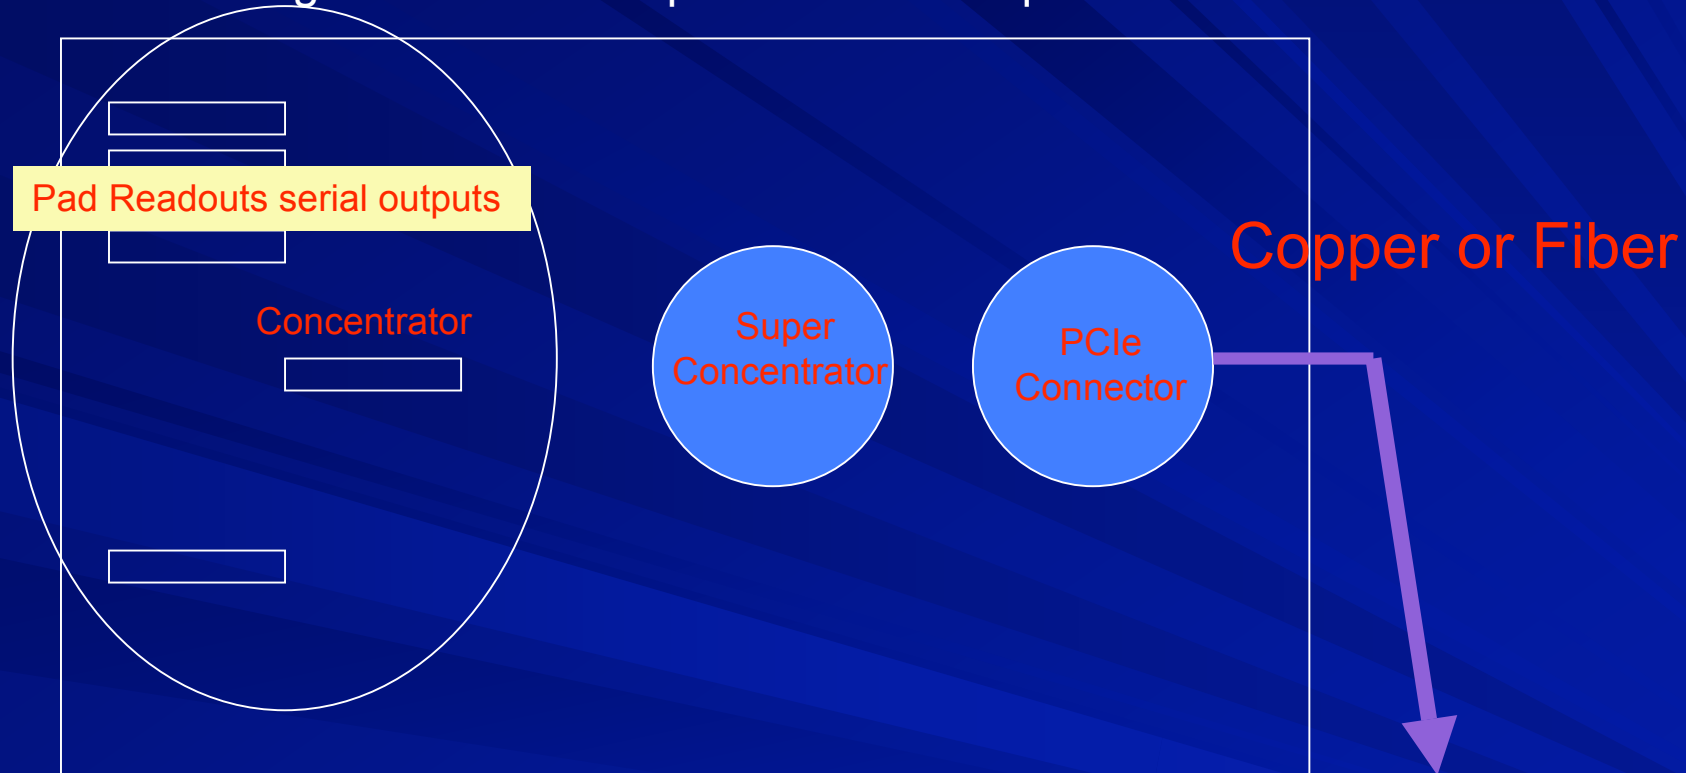 Pad Readouts serial outputs
Copper or Fiber
Concentrator
Super
Concentrator
PCIe
Connector